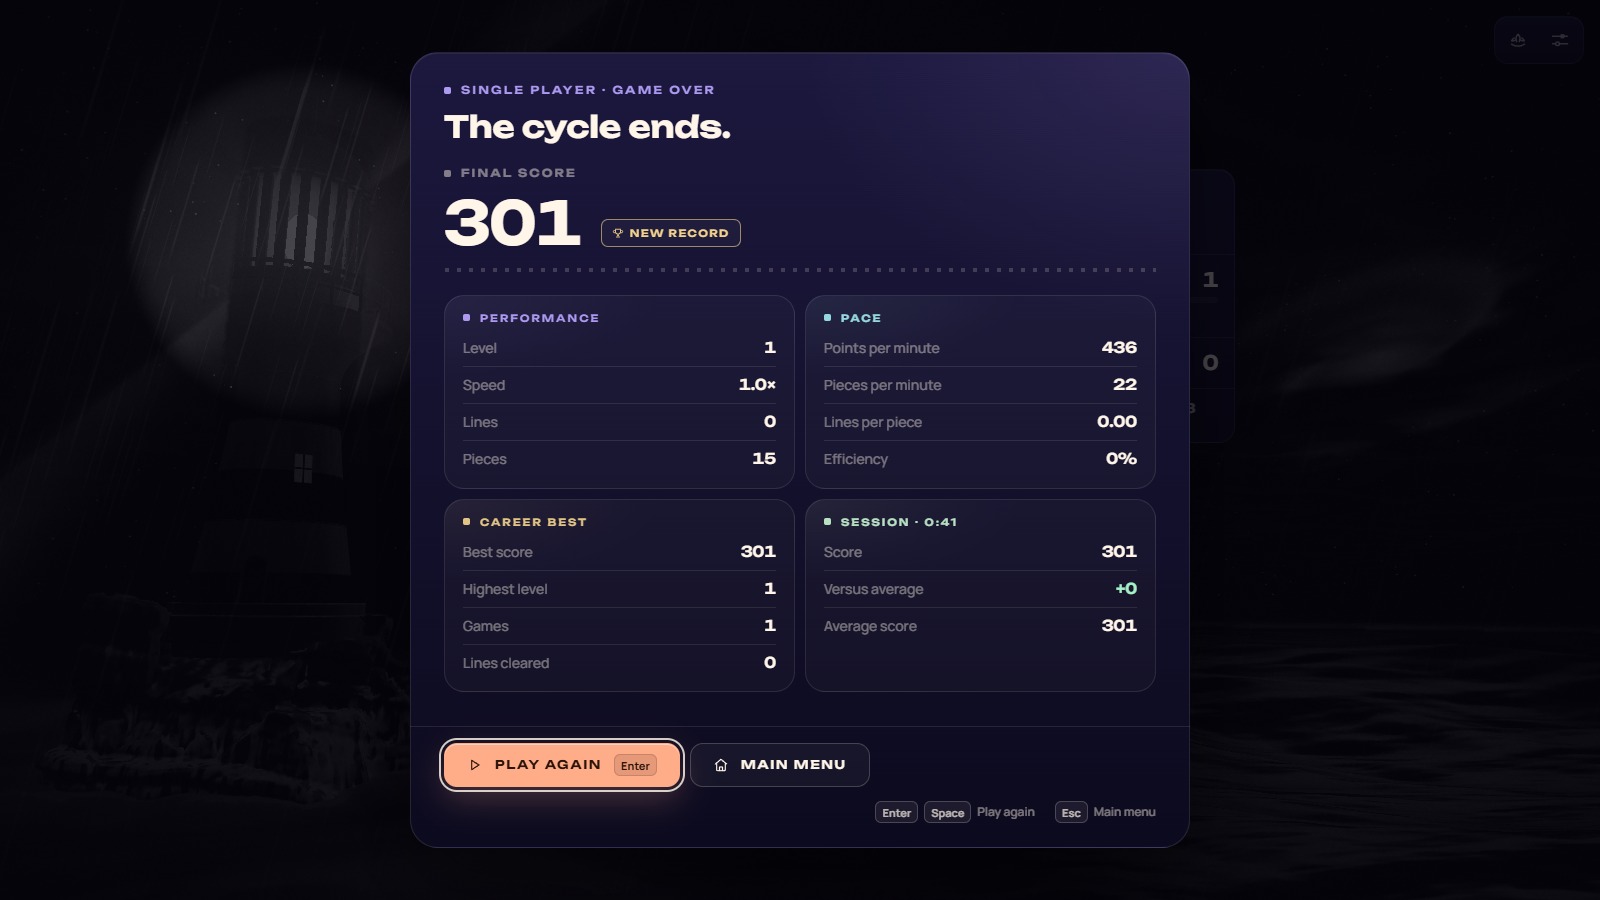 SINGLE PLAYER · GAME OVER
The cycle ends.
FINAL SCORE
301 NEW RECORD
PERFORMANCE
Level 1
Speed 1.0×
Lines 0
Pieces 15
PACE
Points per minute 436
Pieces per minute 22
Lines per piece 0.00
Efficiency 0%
CAREER BEST
Best score 301
Highest level 1
Games 1
Lines cleared 0
SESSION · 0:41
Score 301
Versus average +0
Average score 301
1
0
PLAY AGAIN Enter
MAIN MENU
Enter Space Play again Esc Main menu